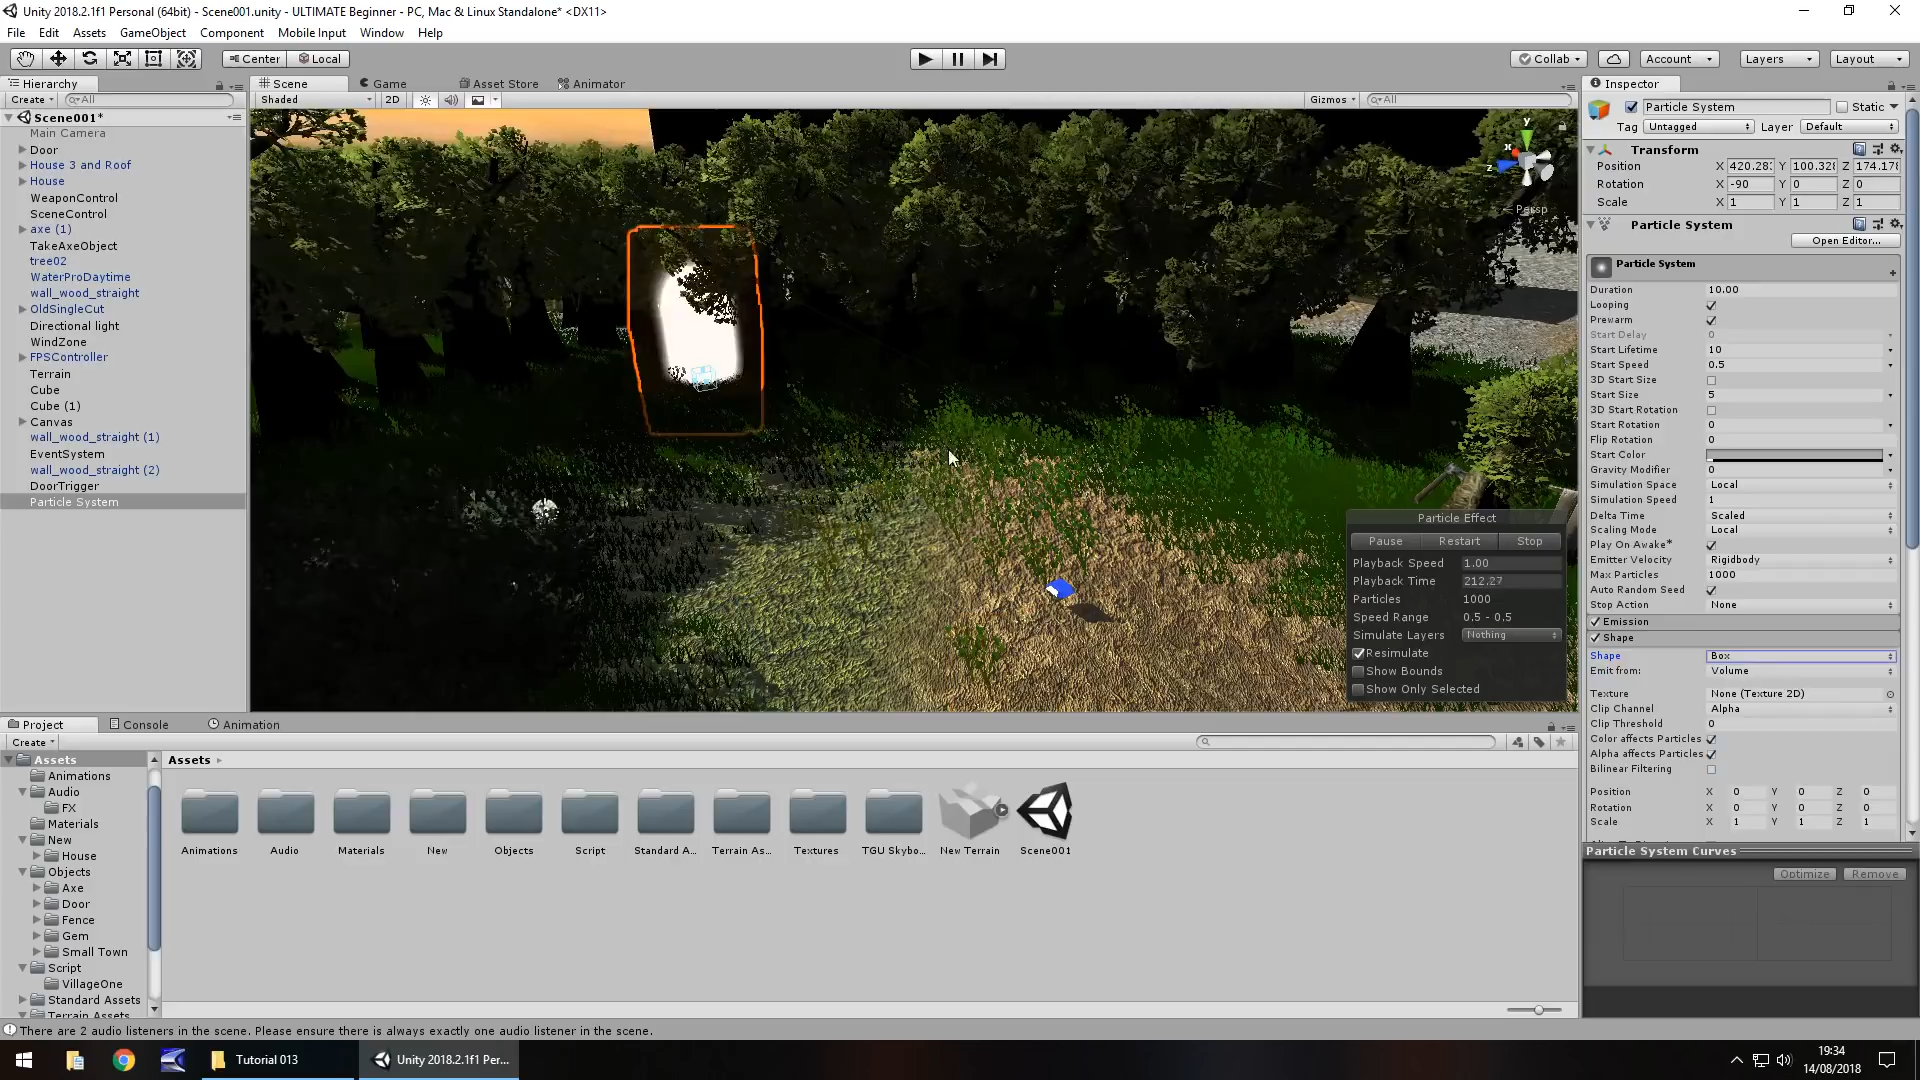 Unity 2018.2.1f1 Personal (64bit) - Scene001.unity - ULTIMATE Beginner - PC, Mac & Linux Standalone* <DX11>
File Edit Assets GameObject Component Mobile Input Window Help
Center Local
Collab Account Layers Layout
Hierarchy
Create All
Scene001*
Main Camera
Door
House 3 and Roof
House
WeaponControl
SceneControl
axe (1)
TakeAxeObject
tree02
WaterProDaytime
wall_wood_straight
OldSingleCut
Directional light
WindZone
FPSController
Terrain
Cube
Cube (1)
Canvas
wall_wood_straight (1)
EventSystem
wall_wood_straight (2)
DoorTrigger
Particle System
Scene Game Asset Store Animator
Shaded 2D Gizmos All
y
x
z
Persp
Particle Effect
Pause Restart Stop
Playback Speed 1.00
Playback Time 212.27
Particles 1000
Speed Range 0.5 - 0.5
Simulate Layers Nothing
Resimulate
Show Bounds
Show Only Selected
Inspector
Particle System Static
Tag Untagged Layer Default
Transform
Position X 420.28 Y 100.328 Z 174.178
Rotation X -90 Y 0 Z 0
Scale X 1 Y 1 Z 1
Particle System
Open Editor...
Particle System
Duration 10.00
Looping
Prewarm
Start Delay 0
Start Lifetime 10
Start Speed 0.5
3D Start Size
Start Size 5
3D Start Rotation
Start Rotation 0
Flip Rotation 0
Start Color
Gravity Modifier 0
Simulation Space Local
Simulation Speed 1
Delta Time Scaled
Scaling Mode Local
Play On Awake*
Emitter Velocity Rigidbody
Max Particles 1000
Auto Random Seed
Stop Action None
Emission
Shape
Shape Box
Emit from: Volume
Texture None (Texture 2D)
Clip Channel Alpha
Clip Threshold 0
Color affects Particles
Alpha affects Particles
Bilinear Filtering
Position X 0 Y 0 Z 0
Rotation X 0 Y 0 Z 0
Scale X 1 Y 1 Z 1
Particle System Curves
Optimize Remove
Project Console Animation
Create
Assets
Animations
Audio
FX
Materials
New
House
Objects
Axe
Door
Fence
Gem
Small Town
Script
VillageOne
Standard Assets
Terrain Assets
Assets
Animations Audio Materials New Objects Script Standard A... Terrain As... Textures TGU Skybo... New Terrain Scene001
There are 2 audio listeners in the scene. Please ensure there is always exactly one audio listener in the scene.
Tutorial 013
Unity 2018.2.1f1 Per...
19:34
14/08/2018